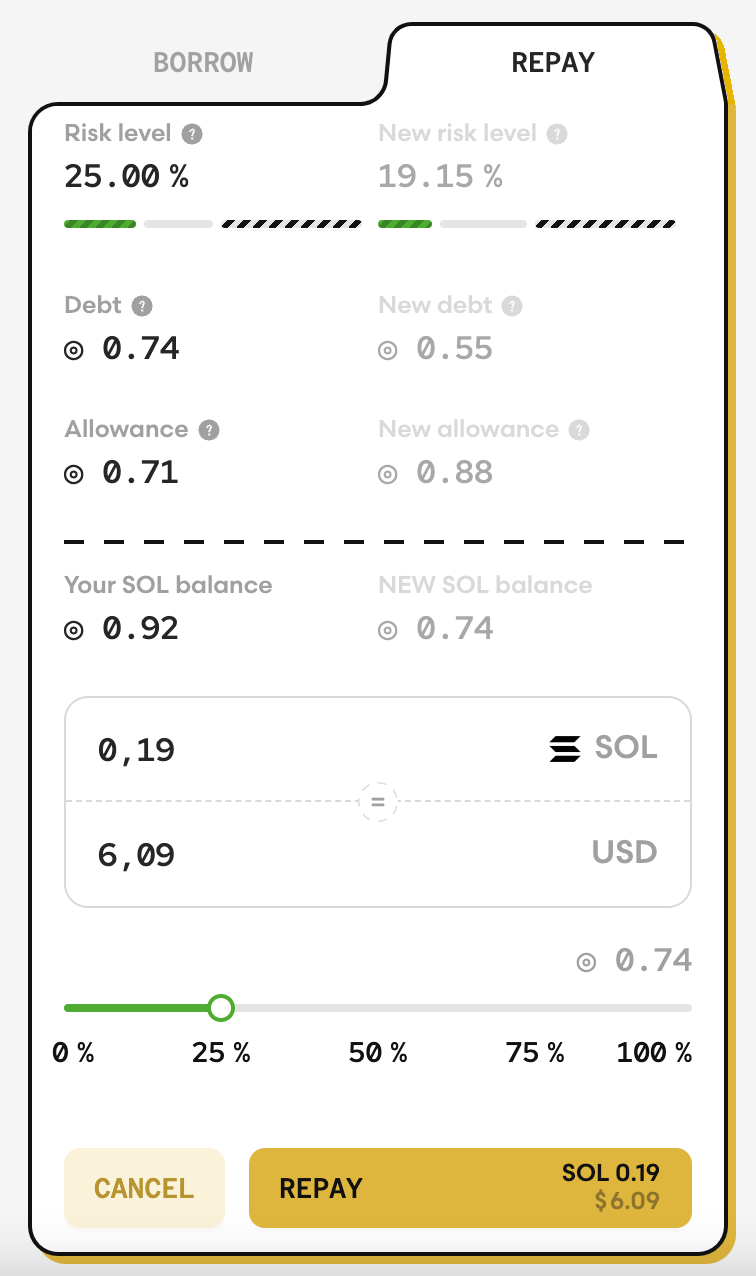 BORROW REPAY
Risk level ? New risk level ?
25.00 % 19.15 %
Debt ? New debt ?
◎ 0.74 ◎ 0.55
Allowance ? New allowance ?
◎ 0.71 ◎ 0.88
Your SOL balance NEW SOL balance
◎ 0.92 ◎ 0.74
0,19 SOL
=
6,09 USD
◎ 0.74
0 % 25 % 50 % 75 % 100 %
CANCEL REPAY SOL 0.19
$6.09